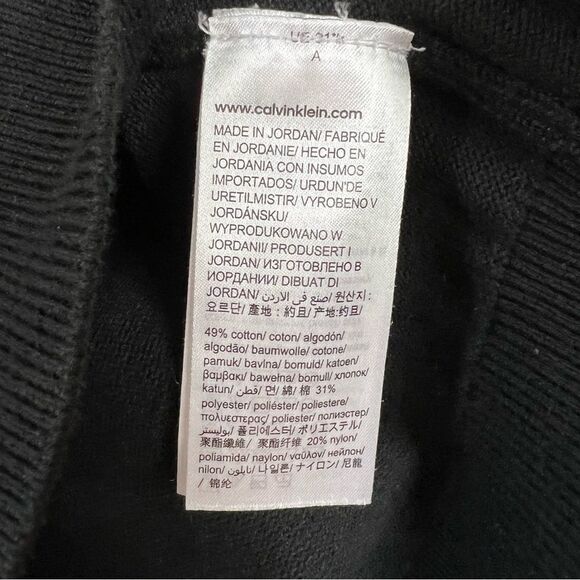 A
www.calvinklein.com
MADE IN JORDAN/ FABRIQUÉ
EN JORDANIE/ HECHO EN
JORDANIA CON INSUMOS
IMPORTADOS/ URDUN'DE
URETILMISTIR/ VYROBENO V
JORDÁNSKU/
WYPRODUKOWANO W
JORDANII/ PRODUSERT I
JORDAN/ ИЗГОТОВЛЕНО В
ИОРДАНИИ/ DIBUAT DI
JORDAN/ صنع في الاردن/ 원산지 :
요르단/ 產地 : 約旦/ 产地:约旦/
49% cotton/ coton/ algodón/
algodão/ baumwolle/ cotone/
pamuk/ bavlna/ bomuld/ katoen/
βαμβακι/ bawełna/ bomull/ хлопок/
katun/ قطن/ 면/ 綿/ 棉 31%
polyester/ poliéster/ poliestere/
πολυεστερας/ polyester/ полиэстер/
بوليستر/ 폴리에스터/ ポリエステル/
聚酯纖維/ 聚酯纤维 20% nylon/
poliamida/ naylon/ ναϋλον/ нейлон/
nilon/ نايلون/ 나일론/ ナイロン/ 尼龍
/ 锦纶